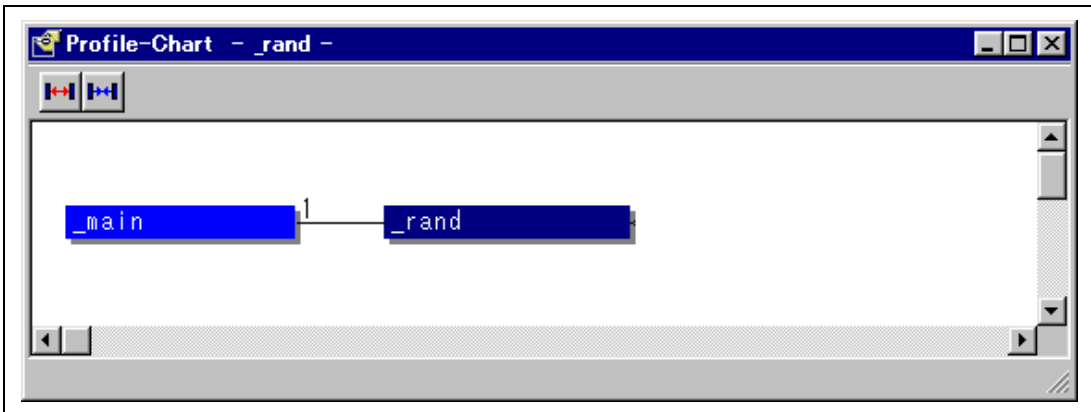 Profile-Chart - _rand -
_main 1 _rand